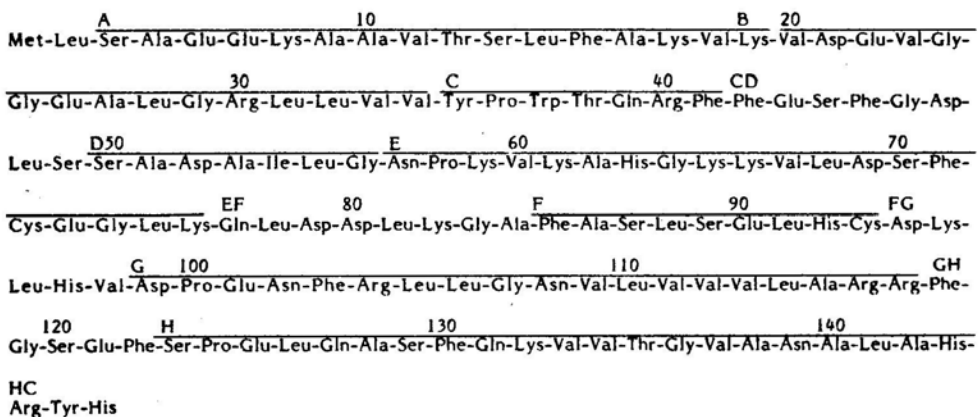 A 10 B 20
Met-Leu-Ser-Ala-Glu-Glu-Lys-Ala-Ala-Val-Thr-Ser-Leu-Phe-Ala-Lys-Val-Lys-Val-Asp-Glu-Val-Gly-
30 C 40 CD
Gly-Glu-Ala-Leu-Gly-Arg-Leu-Leu-Val-Val-Tyr-Pro-Trp-Thr-Gln-Arg-Phe-Phe-Glu-Ser-Phe-Gly-Asp-
D50 E 60 70
Leu-Ser-Ser-Ala-Asp-Ala-Ile-Leu-Gly-Asn-Pro-Lys-Val-Lys-Ala-His-Gly-Lys-Lys-Val-Leu-Asp-Ser-Phe-
EF 80 F 90 FG
Cys-Glu-Gly-Leu-Lys-Gln-Leu-Asp-Asp-Leu-Lys-Gly-Ala-Phe-Ala-Ser-Leu-Ser-Glu-Leu-His-Cys-Asp-Lys-
G 100 110 GH
Leu-His-Val-Asp-Pro-Glu-Asn-Phe-Arg-Leu-Leu-Gly-Asn-Val-Leu-Val-Val-Val-Leu-Ala-Arg-Arg-Phe-
120 H 130 140
Gly-Ser-Glu-Phe-Ser-Pro-Glu-Leu-Gln-Ala-Ser-Phe-Gln-Lys-Val-Val-Thr-Gly-Val-Ala-Asn-Ala-Leu-Ala-His-
HC
Arg-Tyr-His